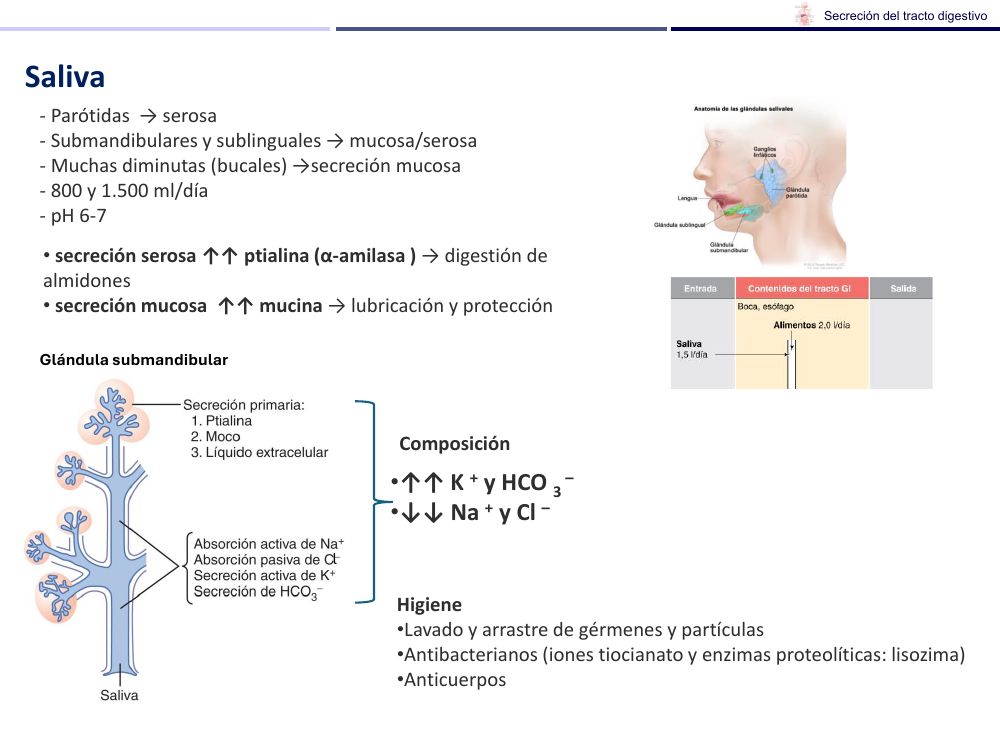 Secreción del tracto digestivo
Saliva
- Parótidas → serosa
- Submandibulares y sublinguales → mucosa/serosa
- Muchas diminutas (bucales) →secreción mucosa
- 800 y 1.500 ml/día
- pH 6-7
• secreción serosa ↑↑ ptialina (α-amilasa ) → digestión de
almidones
• secreción mucosa ↑↑ mucina → lubricación y protección
Anatomía de las glándulas salivales
Ganglios
linfáticos
Glándula
parótida
Lengua
Glándula sublingual
Glándula
submandibular
Entrada
Contenidos del tracto GI
Salida
Boca, esófago
Alimentos 2,0 l/día
Saliva
1,5 l/día
Glándula submandibular
Secreción primaria:
1. Ptialina
2. Moco
3. Líquido extracelular
Absorción activa de Na⁺
Absorción pasiva de Cl⁻
Secreción activa de K⁺
Secreción de HCO₃⁻
Saliva
Composición
•↑↑ K ⁺ y HCO ₃ ⁻
•↓↓ Na ⁺ y Cl ⁻
Higiene
•Lavado y arrastre de gérmenes y partículas
•Antibacterianos (iones tiocianato y enzimas proteolíticas: lisozima)
•Anticuerpos